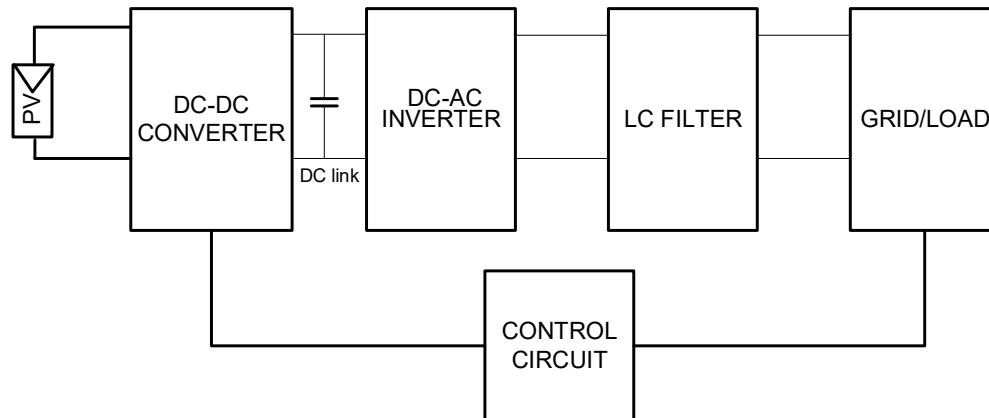 PV
DC-DC
CONVERTER
DC link
DC-AC
INVERTER
LC FILTER
GRID/LOAD
CONTROL
CIRCUIT